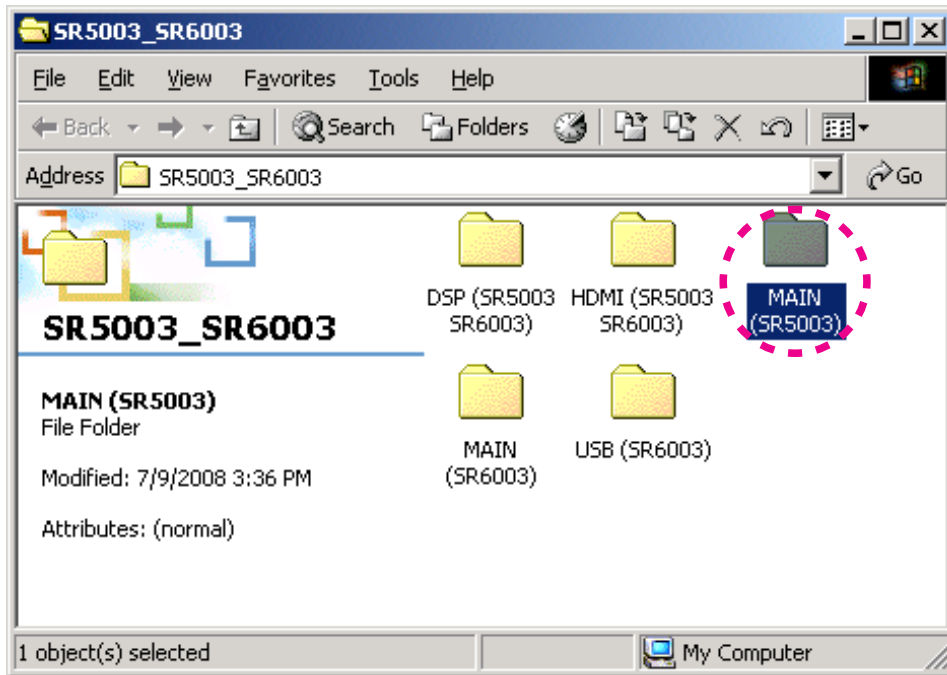 SR5003_SR6003
File Edit View Favorites Tools Help
Back Search Folders
Address SR5003_SR6003 Go
SR5003_SR6003
MAIN (SR5003)
File Folder
Modified: 7/9/2008 3:36 PM
Attributes: (normal)
DSP (SR5003
SR6003)
HDMI (SR5003
SR6003)
MAIN
(SR5003)
MAIN
(SR6003)
USB (SR6003)
1 object(s) selected
My Computer